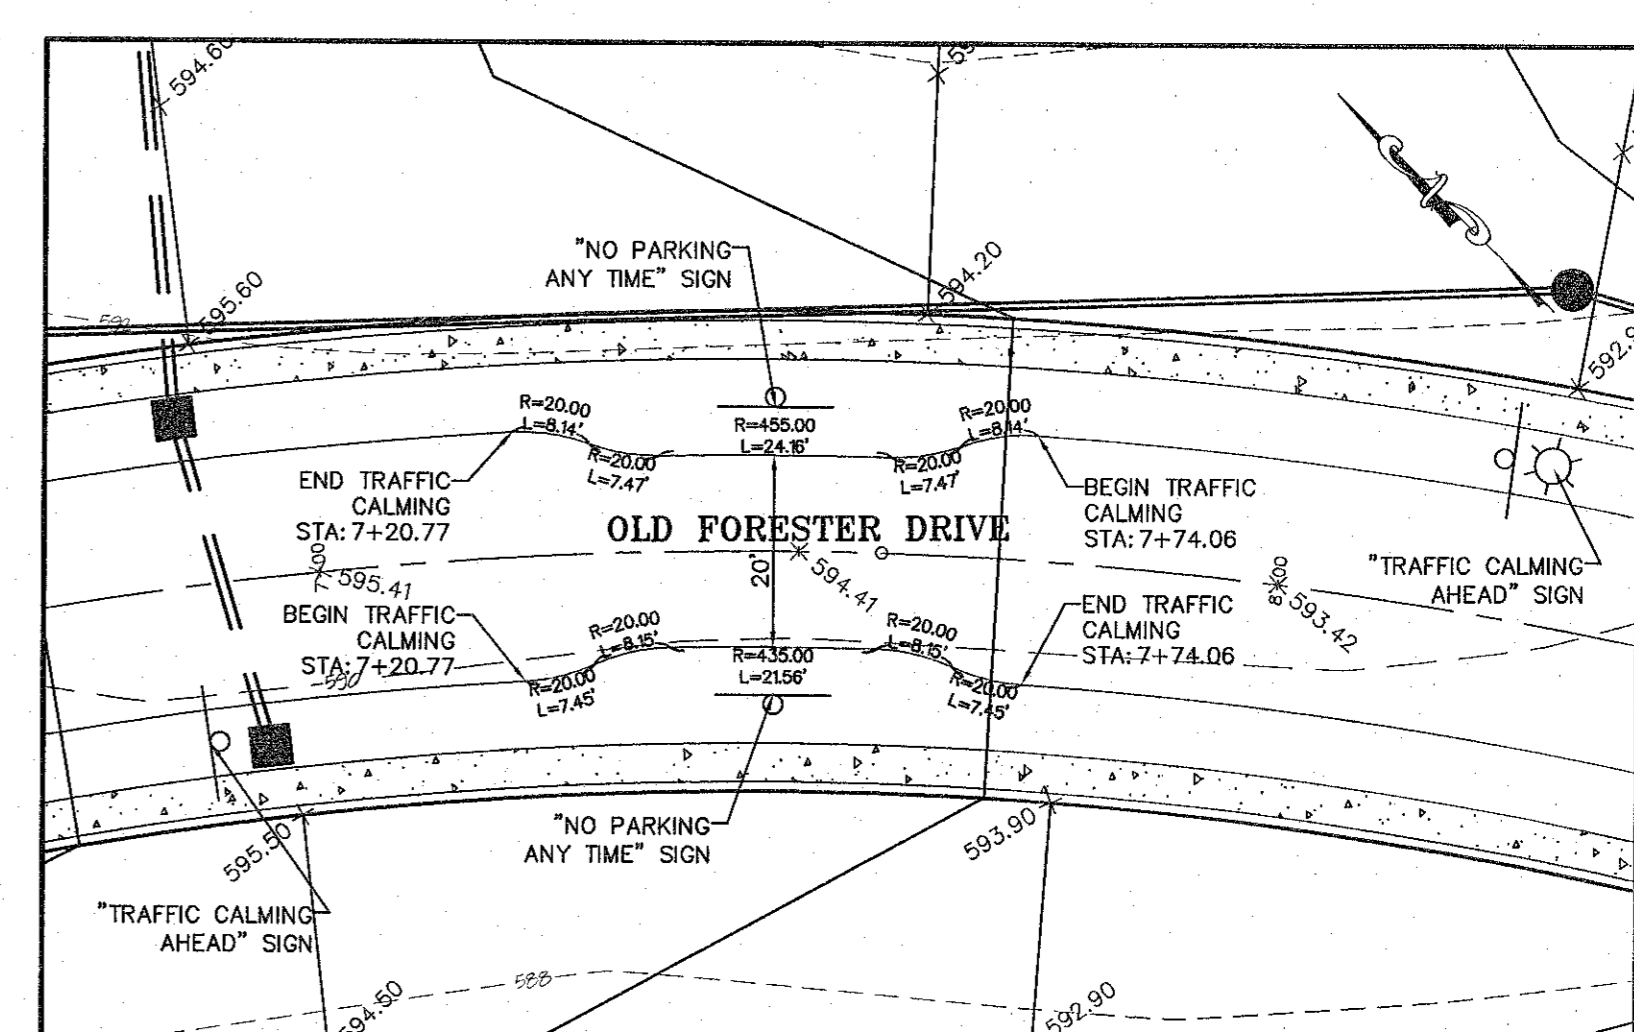 594.60
595.60
"NO PARKING
ANY TIME" SIGN
594.20
590
R=20.00
L=8.14'
R=20.00
L=7.47'
R=455.00
L=24.16'
R=20.00
L=8.14'
R=20.00
L=7.47'
END TRAFFIC
CALMING
STA: 7+20.77
BEGIN TRAFFIC
CALMING
STA: 7+74.06
OLD FORESTER DRIVE
"TRAFFIC CALMING
AHEAD" SIGN
7+00
595.41
20'
594.41
8+00
593.42
BEGIN TRAFFIC
CALMING
STA: 7+20.77
590
R=20.00
L=8.15'
R=20.00
L=7.45'
R=435.00
L=21.56'
R=20.00
L=8.15'
R=20.00
L=7.45'
END TRAFFIC
CALMING
STA: 7+74.06
595.50
"NO PARKING
ANY TIME" SIGN
593.90
"TRAFFIC CALMING
AHEAD" SIGN
588
594.50
592.90